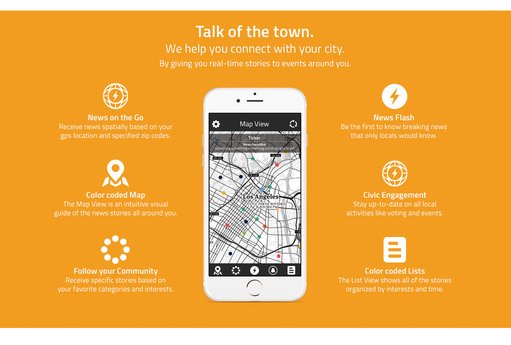 Talk of the town.
We help you connect with your city.
By giving you real-time stories to events around you.
News on the Go
Receive news spatially based on your
gps location and specified zip codes.
Color coded Map
The Map View is an intuitive visual
guide of the news stories all around you.
Follow your Community
Receive specific stories based on
your favorite categories and interests.
Map View
Ticker
News Headline
Los Angeles
News Flash
Be the first to know breaking news
that only locals would know.
Civic Engagement
Stay up-to-date on all local
activities like voting and events.
Color coded Lists
The List View shows all of the stories
organized by interests and time.